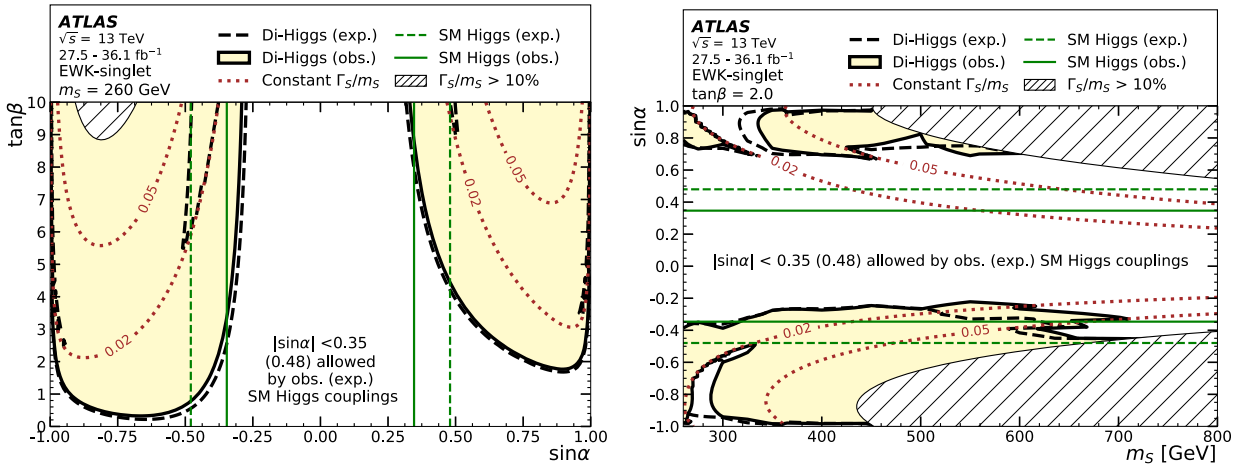 ATLAS
√s = 13 TeV
27.5 - 36.1 fb⁻¹
EWK-singlet
m_S = 260 GeV
Di-Higgs (exp.)
Di-Higgs (obs.)
Constant Γ_S/m_S
SM Higgs (exp.)
SM Higgs (obs.)
Γ_S/m_S > 10%
tanβ
10
9
8
7
6
5
4
3
2
1
0
0.05
0.02
0.05
0.02
|sinα| <0.35
(0.48) allowed
by obs. (exp.)
SM Higgs couplings
-1.00 -0.75 -0.50 -0.25 0.00 0.25 0.50 0.75 1.00
sinα
ATLAS
√s = 13 TeV
27.5 - 36.1 fb⁻¹
EWK-singlet
tanβ = 2.0
Di-Higgs (exp.)
Di-Higgs (obs.)
Constant Γ_S/m_S
SM Higgs (exp.)
SM Higgs (obs.)
Γ_S/m_S > 10%
sinα
1.0
0.8
0.6
0.4
0.2
0.0
-0.2
-0.4
-0.6
-0.8
-1.0
0.02
0.05
|sinα| < 0.35 (0.48) allowed by obs. (exp.) SM Higgs couplings
0.02
0.05
300 400 500 600 700 800
m_S [GeV]